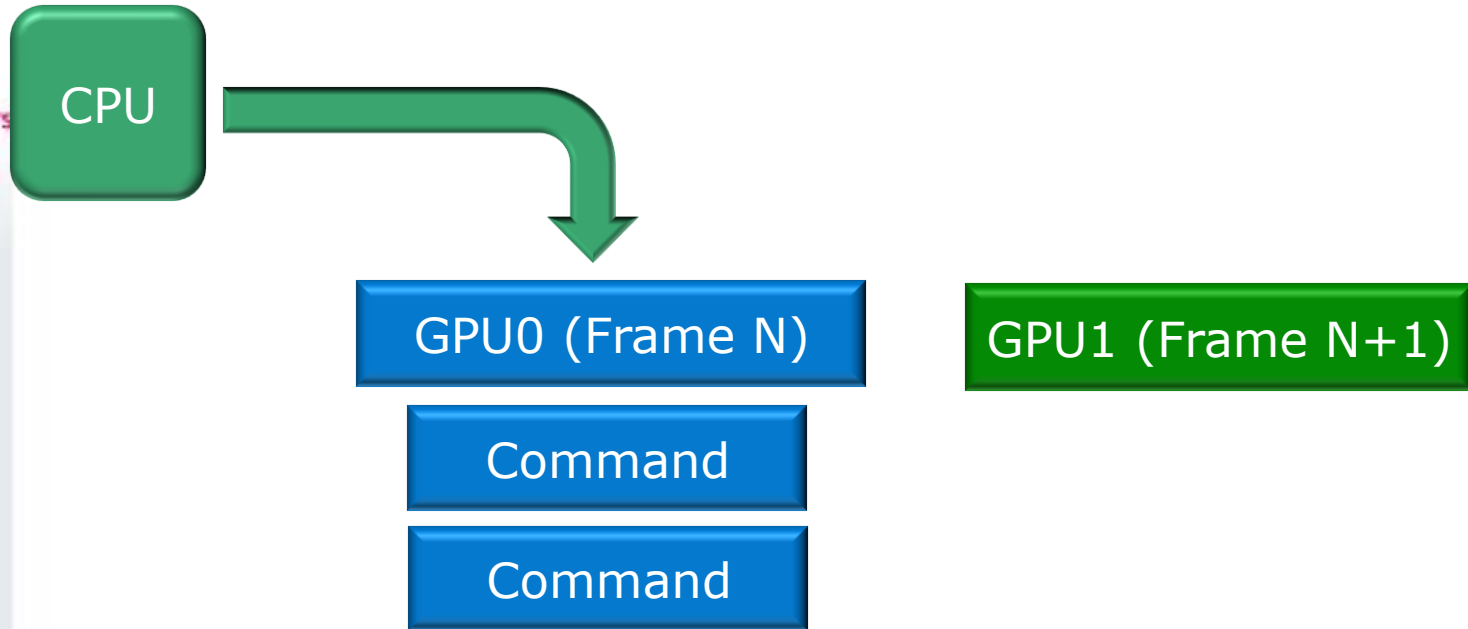 CPU
GPU0 (Frame N)
GPU1 (Frame N+1)
Command
Command